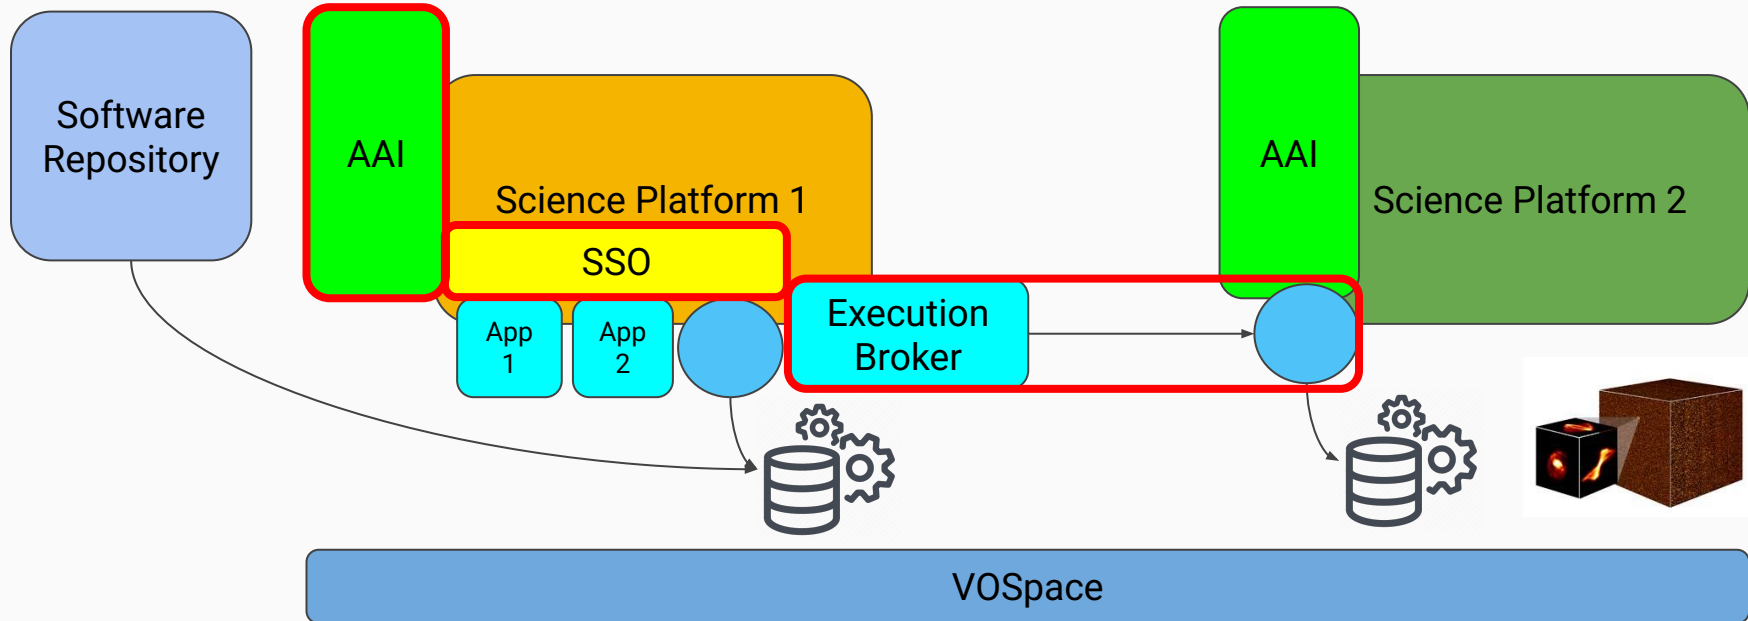 Software
Repository
AAI
Science Platform 1
SSO
App
1
App
2
Execution
Broker
AAI
Science Platform 2
VOSpace